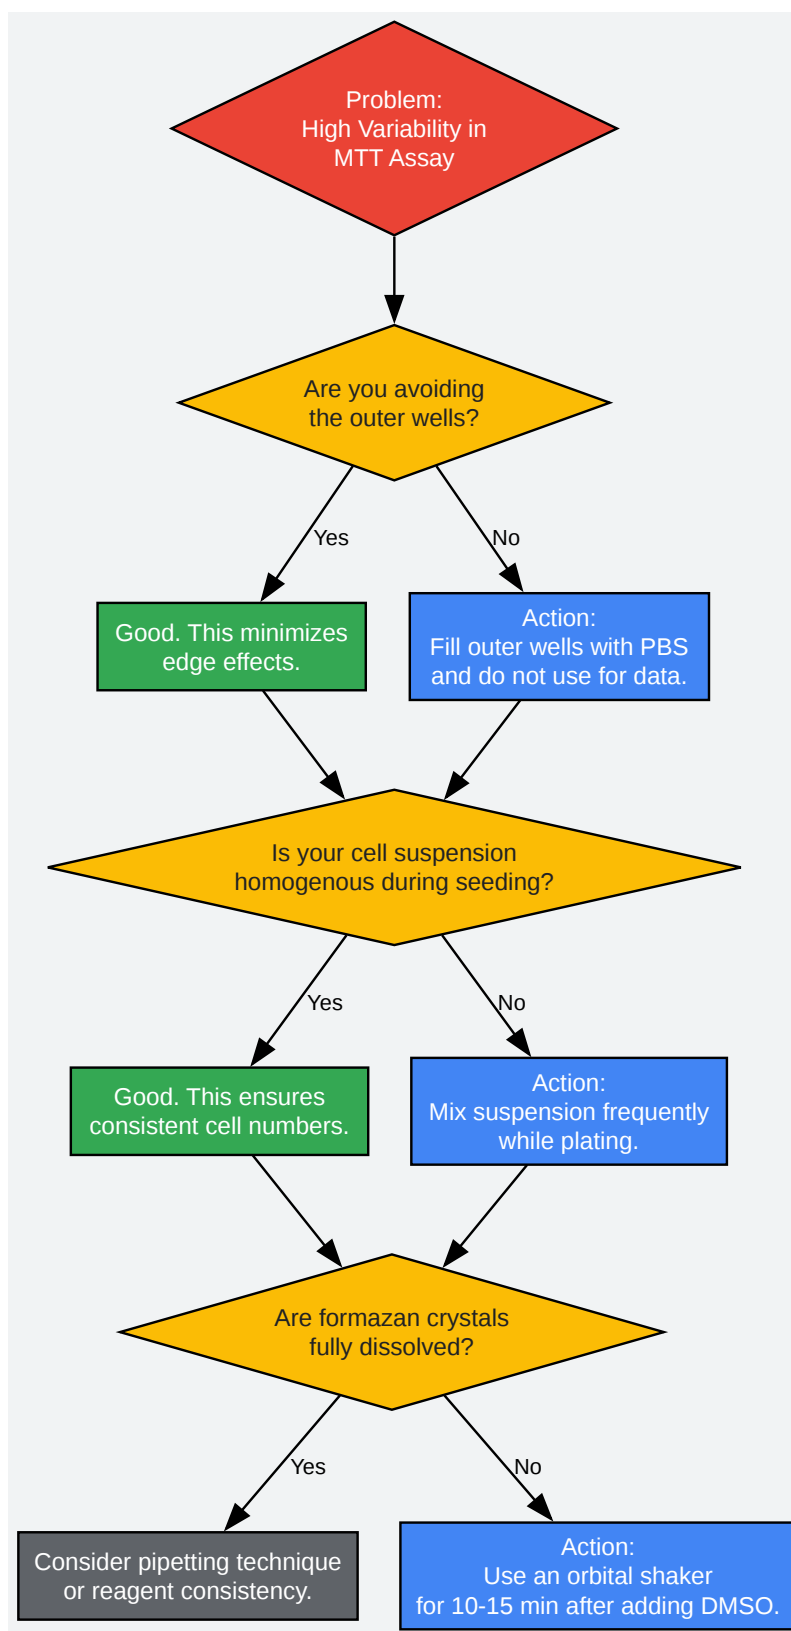 Problem:
High Variability in
MTT Assay
Are you avoiding
the outer wells?
Yes
No
Good. This minimizes
edge effects.
Action:
Fill outer wells with PBS
and do not use for data.
Is your cell suspension
homogenous during seeding?
Yes
No
Good. This ensures
consistent cell numbers.
Action:
Mix suspension frequently
while plating.
Are formazan crystals
fully dissolved?
Yes
No
Consider pipetting technique
or reagent consistency.
Action:
Use an orbital shaker
for 10-15 min after adding DMSO.